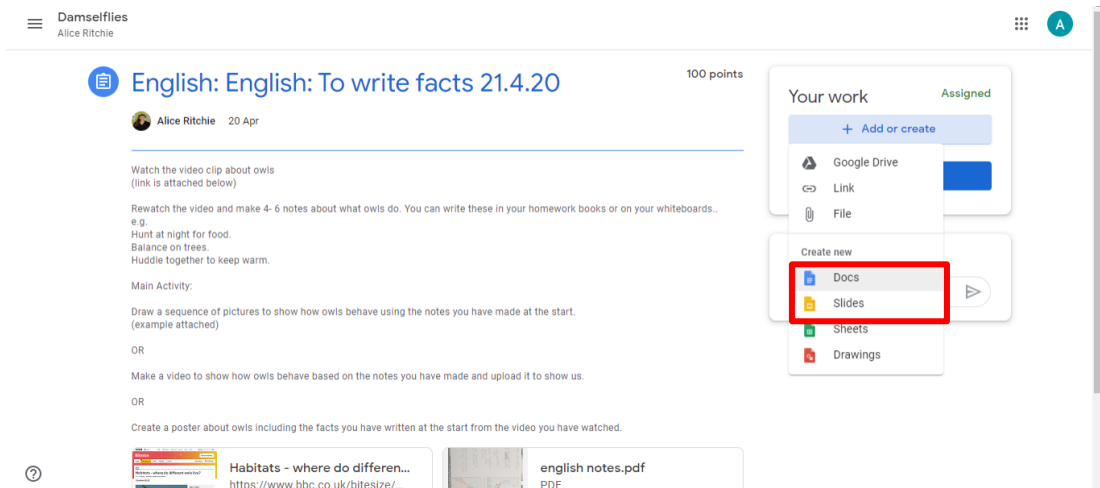 Damselflies
Alice Ritchie
A
English: English: To write facts 21.4.20
100 points
Alice Ritchie 20 Apr
Watch the video clip about owls
(link is attached below)
Rewatch the video and make 4- 6 notes about what owls do. You can write these in your homework books or on your whiteboards..
e.g.
Hunt at night for food.
Balance on trees.
Huddle together to keep warm.
Main Activity:
Draw a sequence of pictures to show how owls behave using the notes you have made at the start.
(example attached)
OR
Make a video to show how owls behave based on the notes you have made and upload it to show us.
OR
Create a poster about owls including the facts you have written at the start from the video you have watched.
Habitats - where do differen...
https://www.bbc.co.uk/bitesize/...
english notes.pdf
PDF
Your work
Assigned
+ Add or create
Google Drive
Link
File
Create new
Docs
Slides
Sheets
Drawings